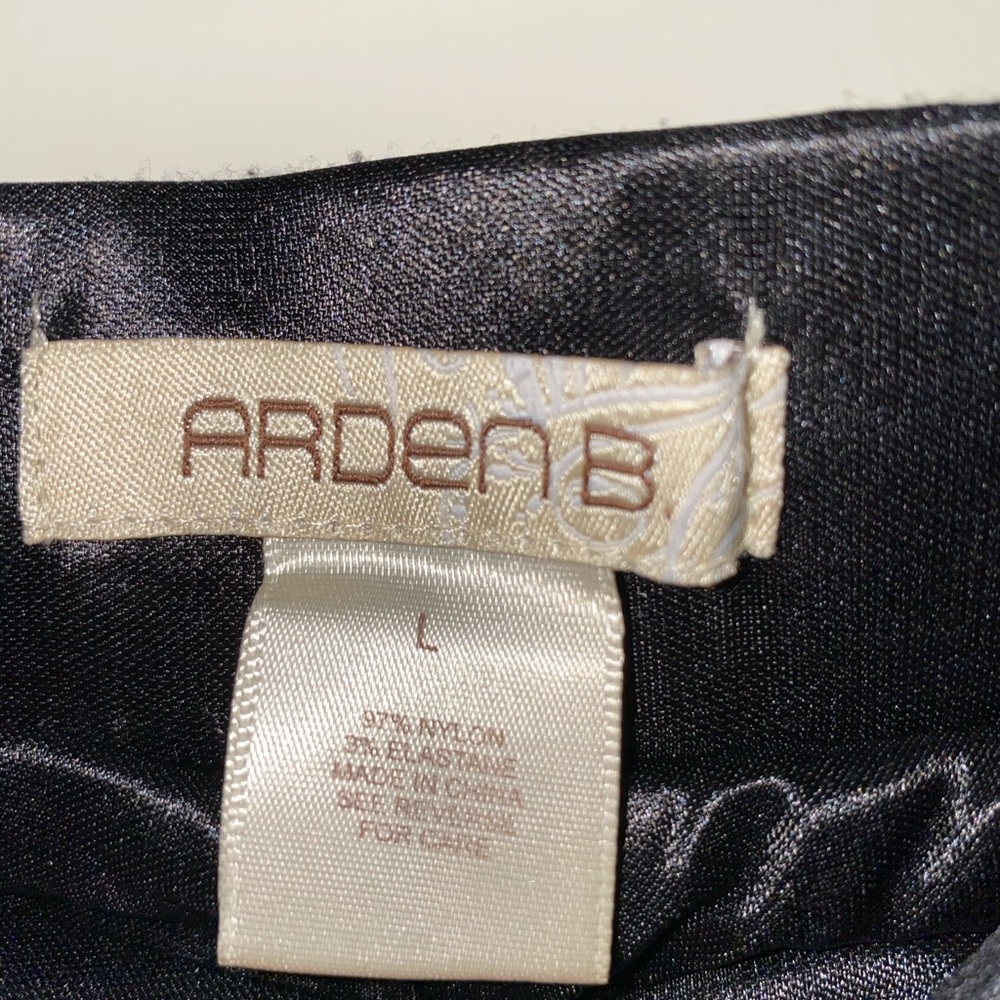 ARDEN B.
L
97% NYLON
3% ELASTANE
MADE IN CHINA
SEE REVERSE
FOR CARE